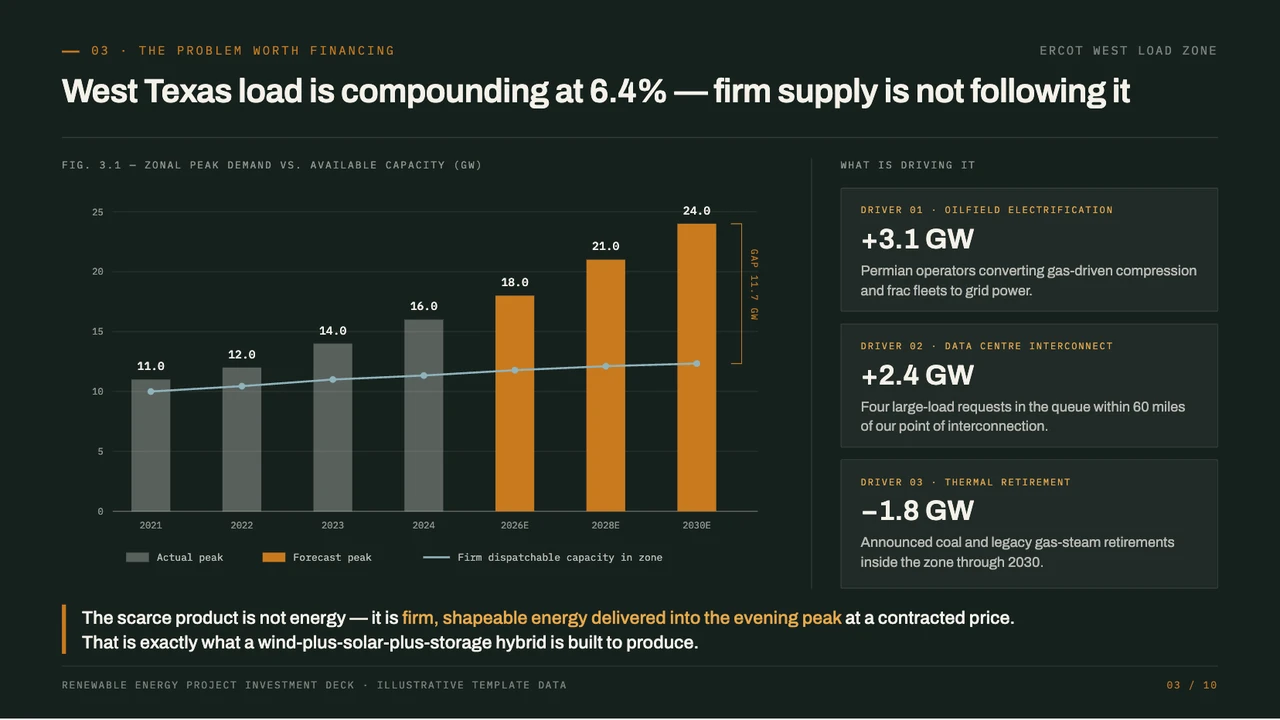 03 · THE PROBLEM WORTH FINANCING
ERCOT WEST LOAD ZONE
West Texas load is compounding at 6.4% — firm supply is not following it
FIG. 3.1 — ZONAL PEAK DEMAND VS. AVAILABLE CAPACITY (GW)
25
20
15
10
5
0
11.0
12.0
14.0
16.0
18.0
21.0
24.0
GAP 11.7 GW
2021
2022
2023
2024
2026E
2028E
2030E
Actual peak
Forecast peak
Firm dispatchable capacity in zone
WHAT IS DRIVING IT
DRIVER 01 · OILFIELD ELECTRIFICATION
+3.1 GW
Permian operators converting gas-driven compression
and frac fleets to grid power.
DRIVER 02 · DATA CENTRE INTERCONNECT
+2.4 GW
Four large-load requests in the queue within 60 miles
of our point of interconnection.
DRIVER 03 · THERMAL RETIREMENT
−1.8 GW
Announced coal and legacy gas-steam retirements
inside the zone through 2030.
The scarce product is not energy — it is firm, shapeable energy delivered into the evening peak at a contracted price.
That is exactly what a wind-plus-solar-plus-storage hybrid is built to produce.
RENEWABLE ENERGY PROJECT INVESTMENT DECK · ILLUSTRATIVE TEMPLATE DATA
03 / 10